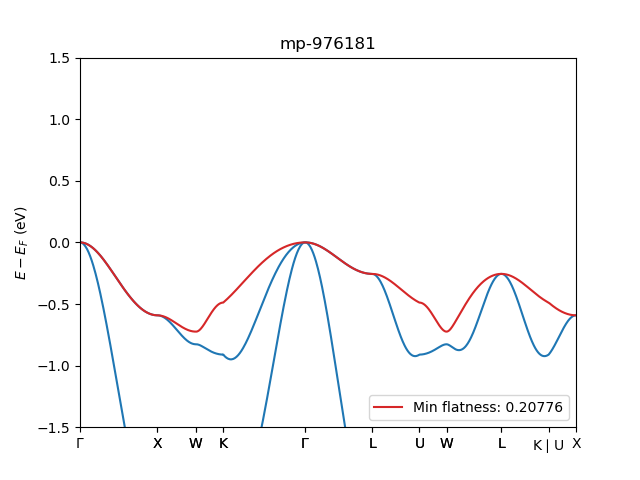 mp-976181
E − E_F (eV)
1.5
1.0
0.5
0.0
−0.5
−1.0
−1.5
Min flatness: 0.20776
Γ X W K Γ L U W L K | U X